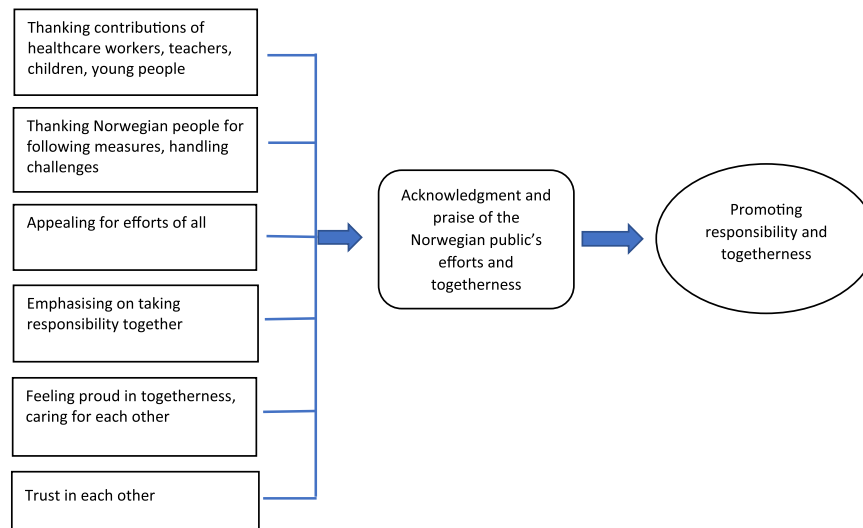 Thanking contributions of
healthcare workers, teachers,
children, young people
Thanking Norwegian people for
following measures, handling
challenges
Appealing for efforts of all
Emphasising on taking
responsibility together
Feeling proud in togetherness,
caring for each other
Trust in each other
Acknowledgment and
praise of the
Norwegian public’s
efforts and
togetherness
Promoting
responsibility and
togetherness